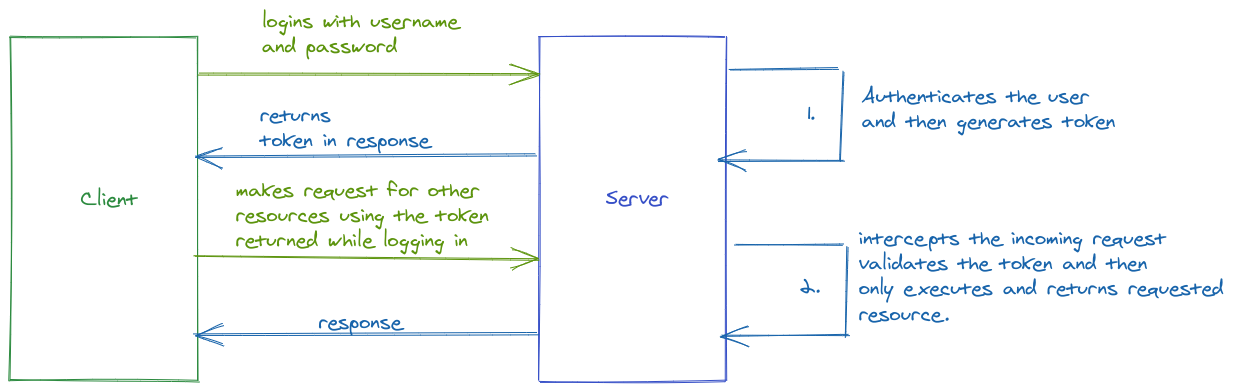 logins with username
and password
returns
token in response
Client
makes request for other
resources using the token
returned while logging in
response
Server
1.
Authenticates the user
and then generates token
2.
intercepts the incoming request
validates the token and then
only executes and returns requested
resource.